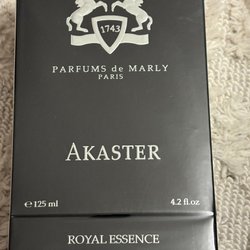 1743
PARFUMS de MARLY
PARIS
AKASTER
℮ 125 ml 4.2 fl.oz
ROYAL ESSENCE